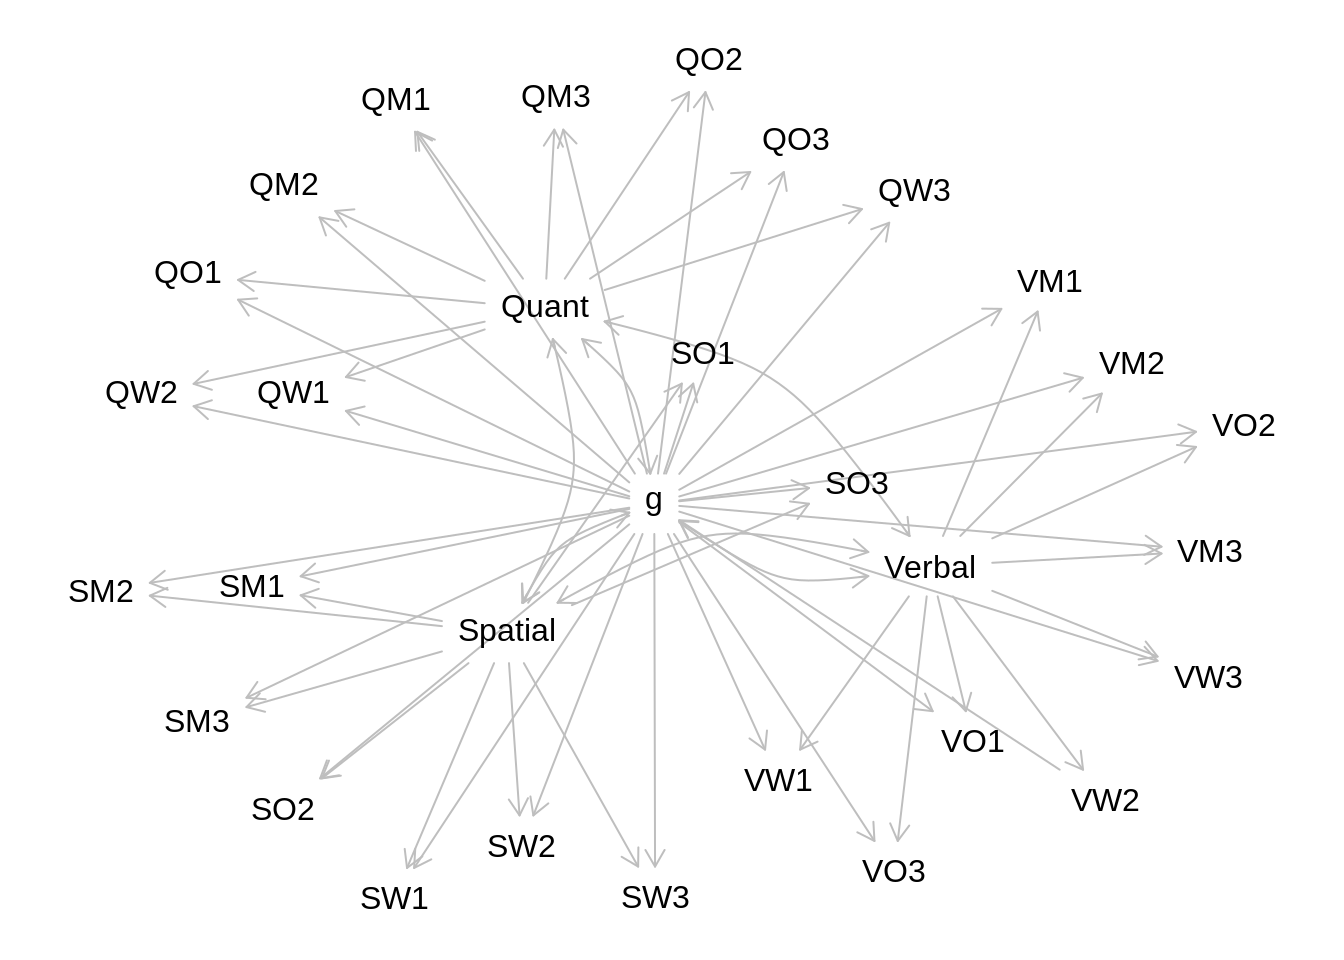 QO2
QM1
QM3
QO3
QM2
QW3
QO1
VM1
Quant
SO1
VM2
QW2
QW1
VO2
SO3
g
VM3
Verbal
SM2
SM1
Spatial
VW3
SM3
VO1
VW1
VW2
SO2
SW2
VO3
SW1
SW3